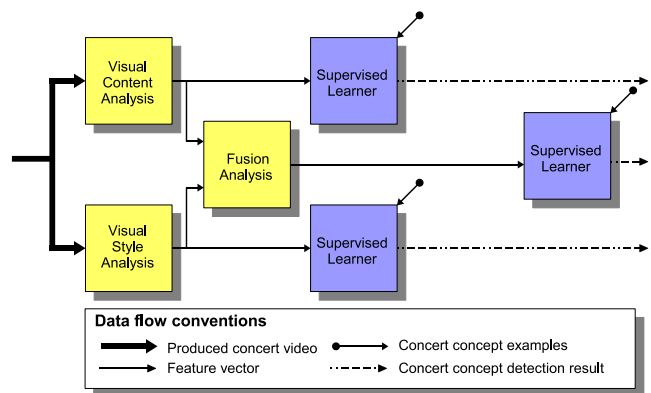 Visual
Content
Analysis
Supervised
Learner
Fusion
Analysis
Supervised
Learner
Visual
Style
Analysis
Supervised
Learner
Data flow conventions
Produced concert video
Concert concept examples
Feature vector
Concert concept detection result